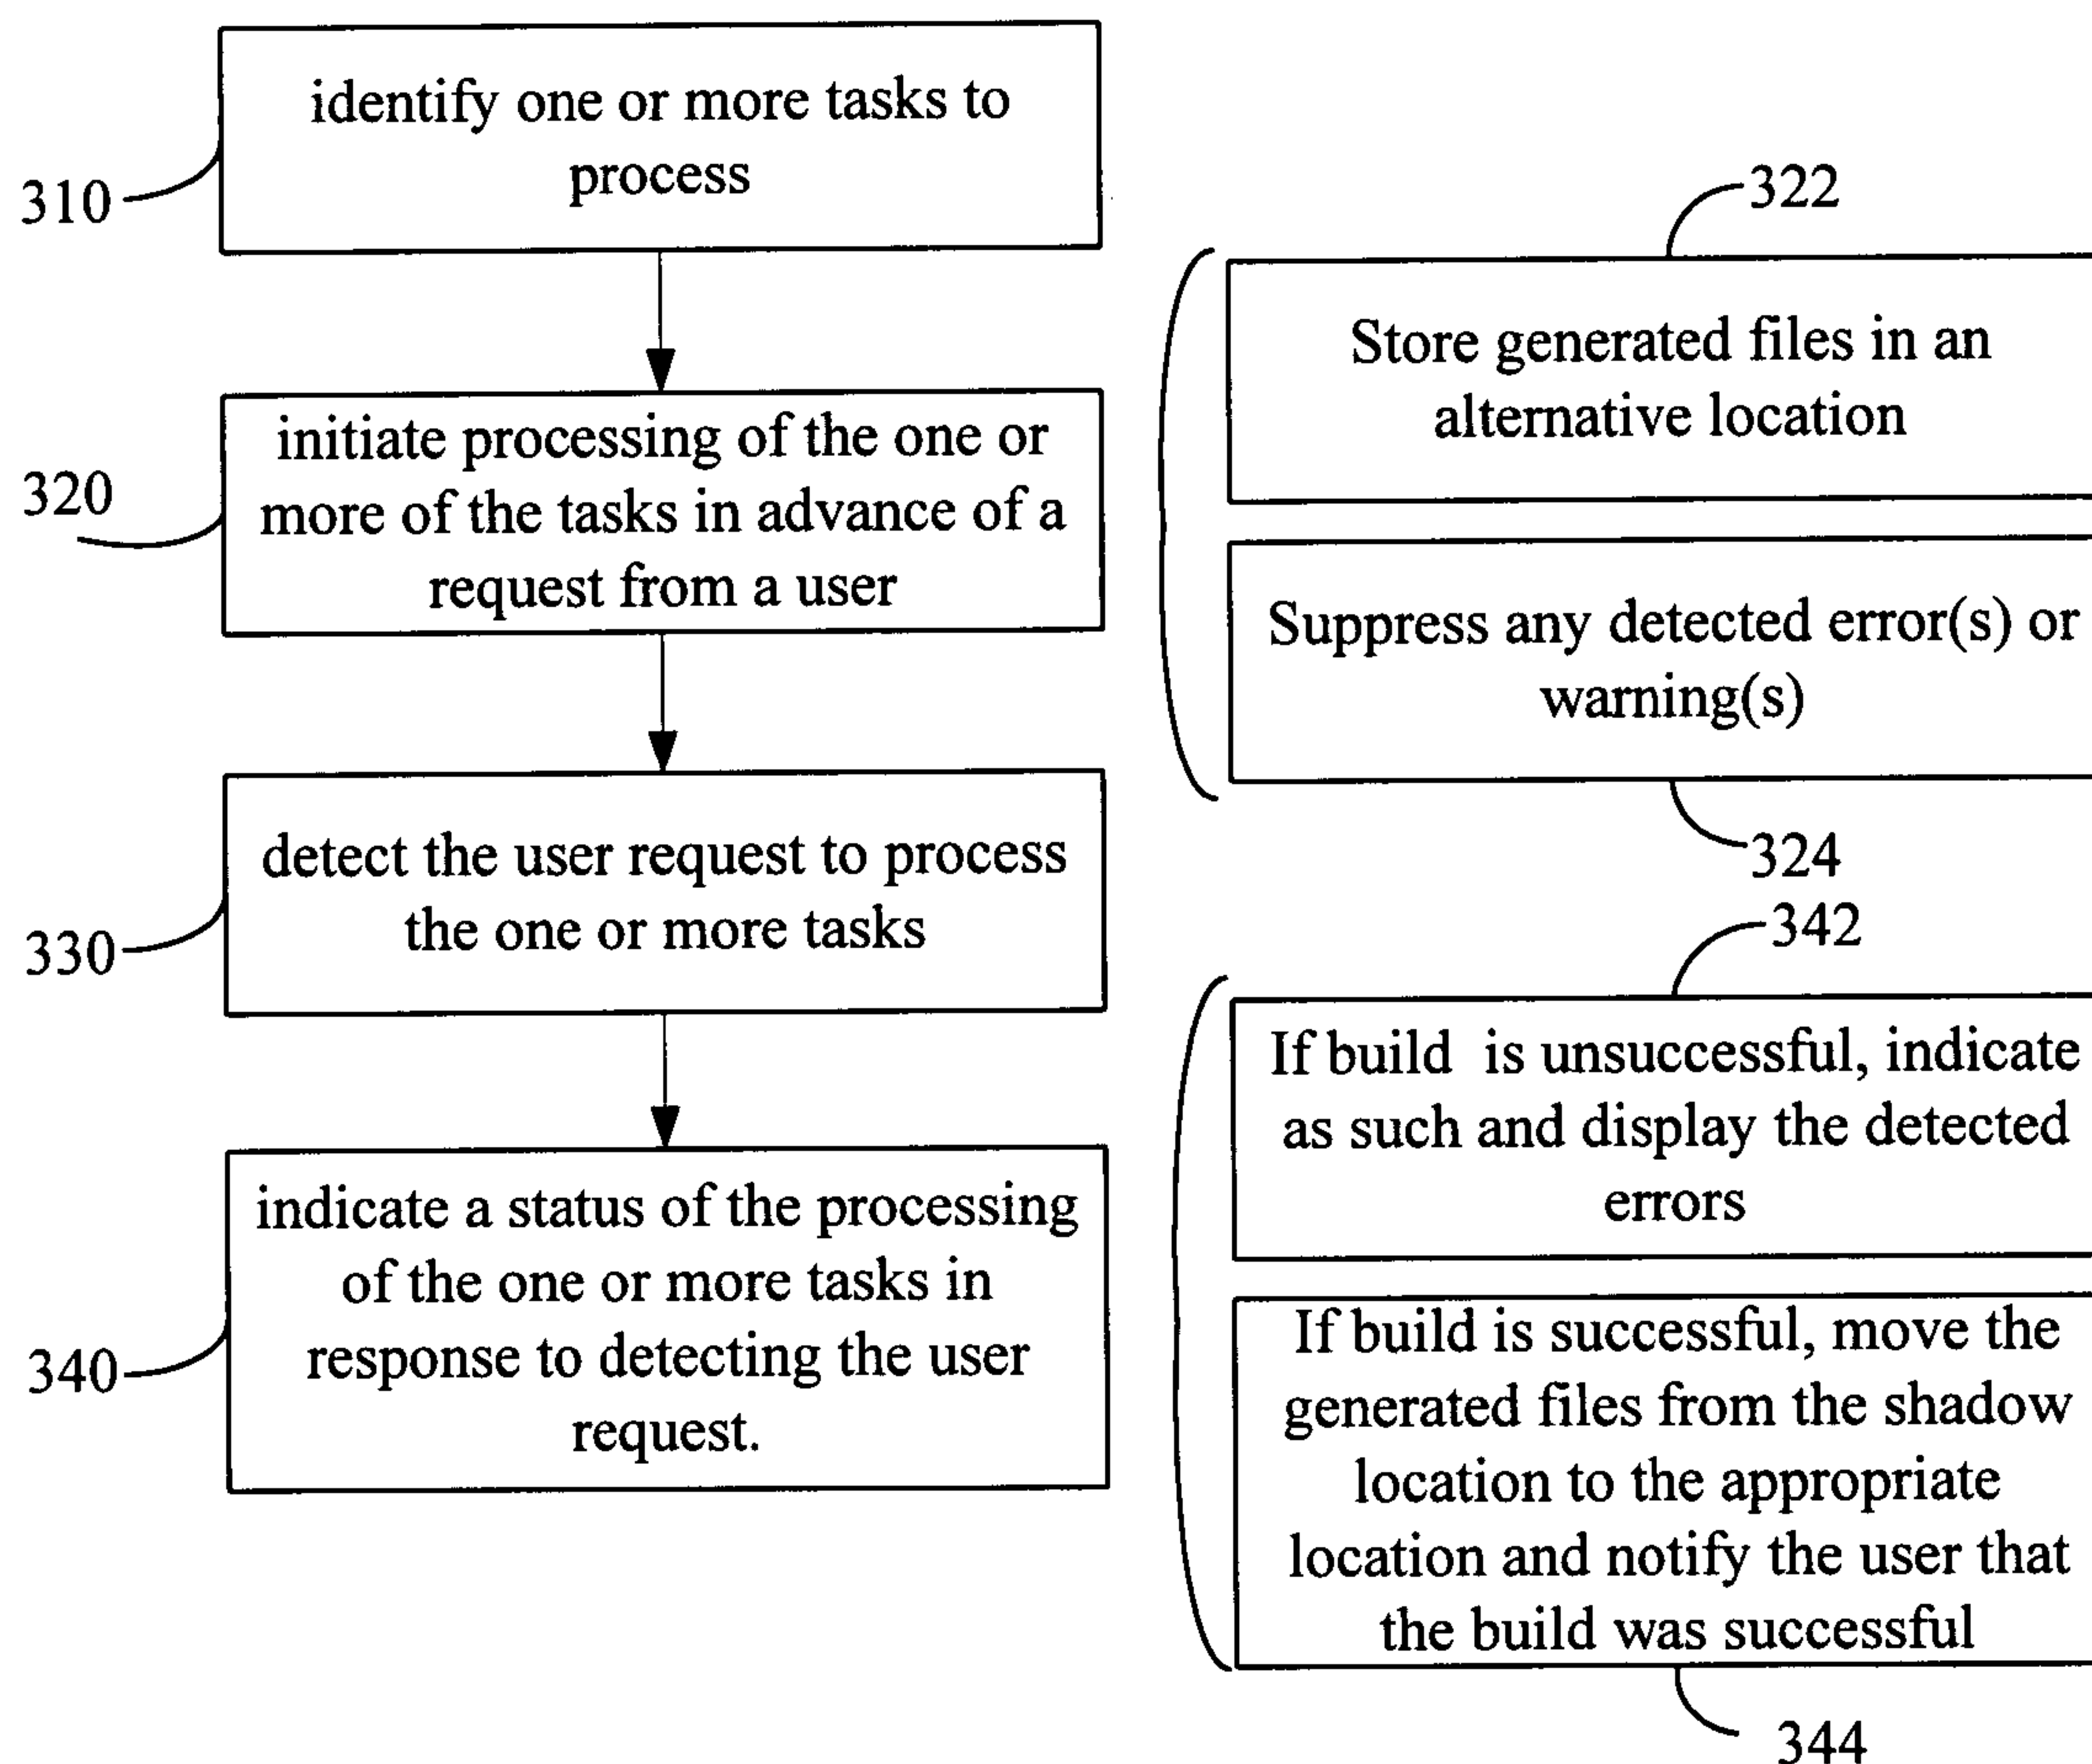 identify one or more tasks to
process
310
initiate processing of the one or
more of the tasks in advance of a
request from a user
320
detect the user request to process
the one or more tasks
330
indicate a status of the processing
of the one or more tasks in
response to detecting the user
request.
340
322
Store generated files in an
alternative location
Suppress any detected error(s) or
warning(s)
324
342
If build  is unsuccessful, indicate
as such and display the detected
errors
If build is successful, move the
generated files from the shadow
location to the appropriate
location and notify the user that
the build was successful
344